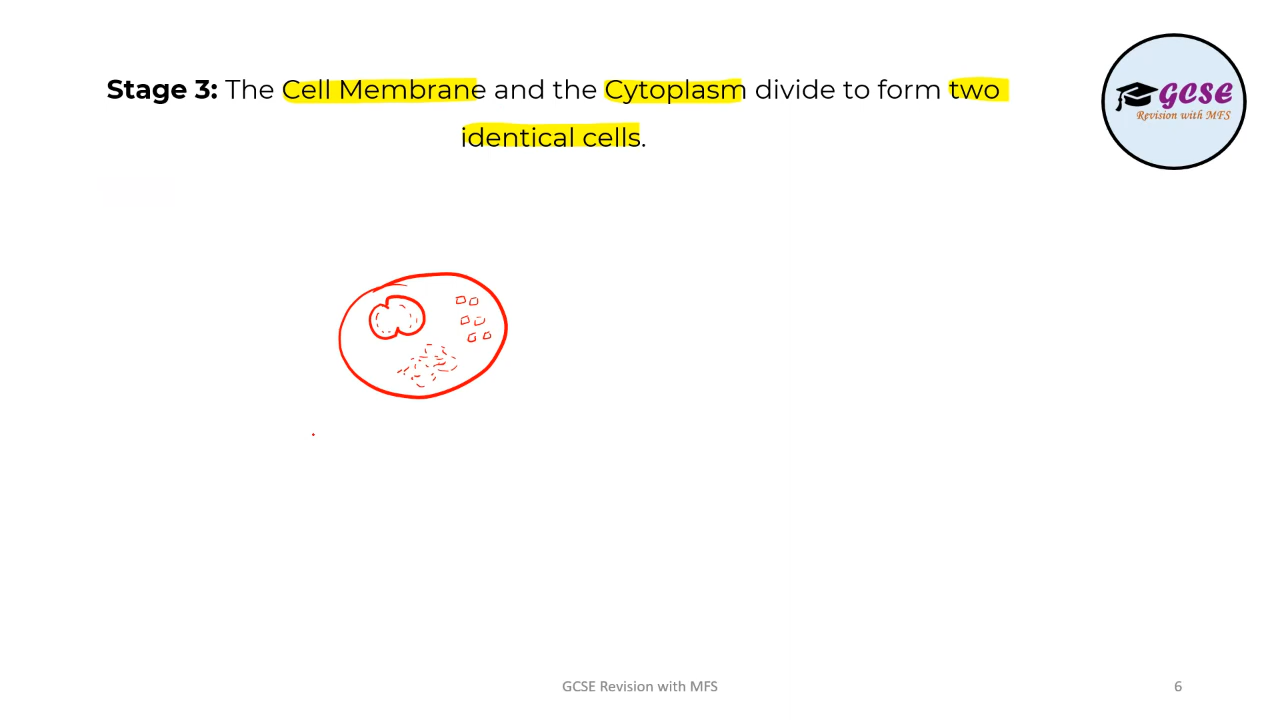 Stage 3: The Cell Membrane and the Cytoplasm divide to form two
identical cells.
GCSE
Revision with MFS
GCSE Revision with MFS
6